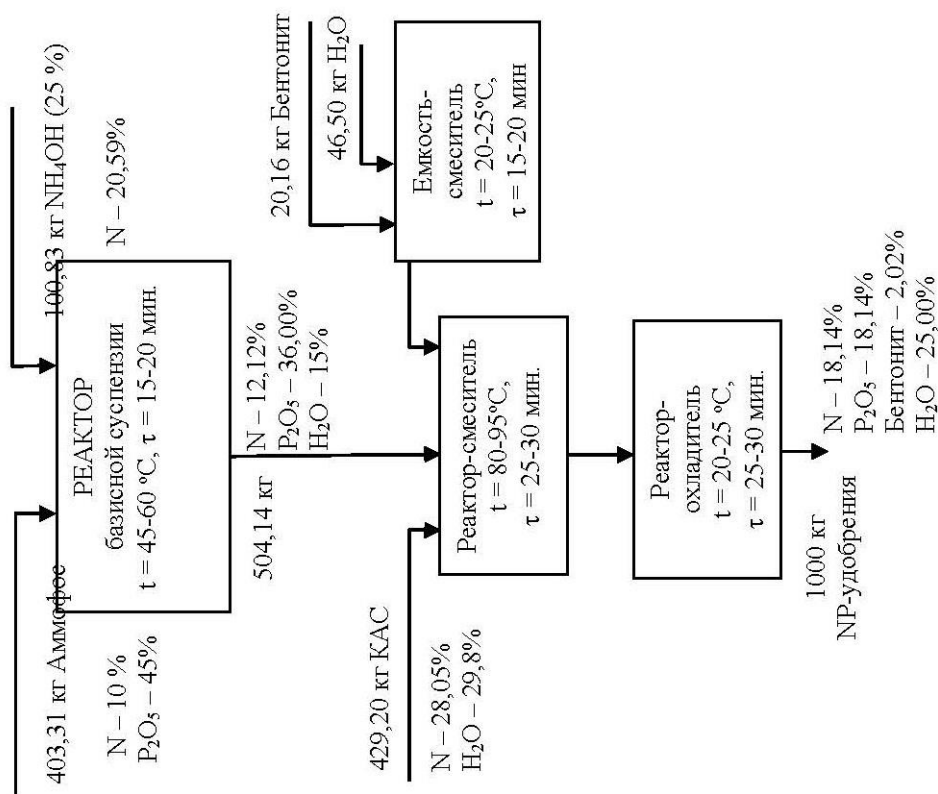 403,31 кг Аммофос
N – 10 %
P₂O₅ – 45%
100,83 кг NH₄OH (25 %)
N – 20,59%
РЕАКТОР
базисной суспензии
t = 45-60 °C, τ = 15-20 мин.
504,14 кг
N – 12,12%
P₂O₅ – 36,00%
H₂O – 15%
20,16 кг Бентонит
46,50 кг H₂O
Емкость-
смеситель
t = 20-25°C,
τ = 15-20 мин
429,20 кг КАС
N – 28,05%
H₂O – 29,8%
Реактор-смеситель
t = 80-95°C,
τ = 25-30 мин.
Реактор-
охладитель
t = 20-25 °C,
τ = 25-30 мин.
1000 кг
NP-удобрения
N – 18,14%
P₂O₅ – 18,14%
Бентонит – 2,02%
H₂O – 25,00%